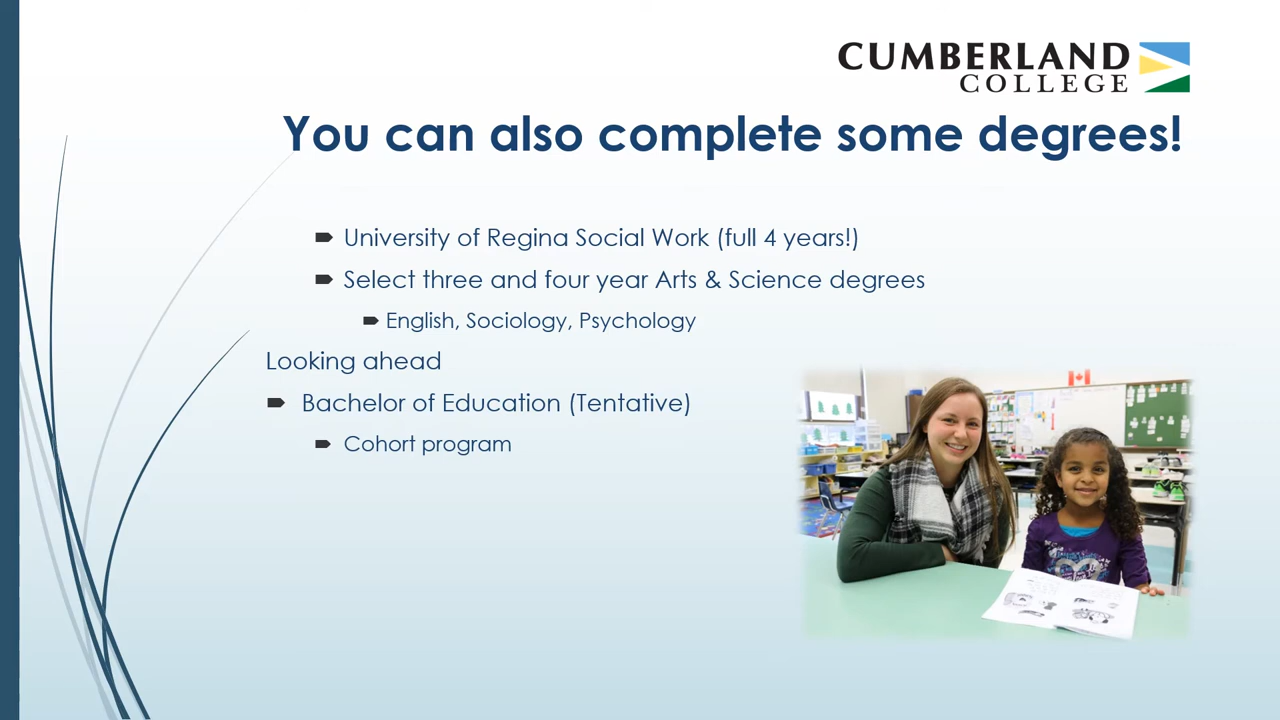 CUMBERLAND
COLLEGE
You can also complete some degrees!
University of Regina Social Work (full 4 years!)
Select three and four year Arts & Science degrees
English, Sociology, Psychology
Looking ahead
Bachelor of Education (Tentative)
Cohort program